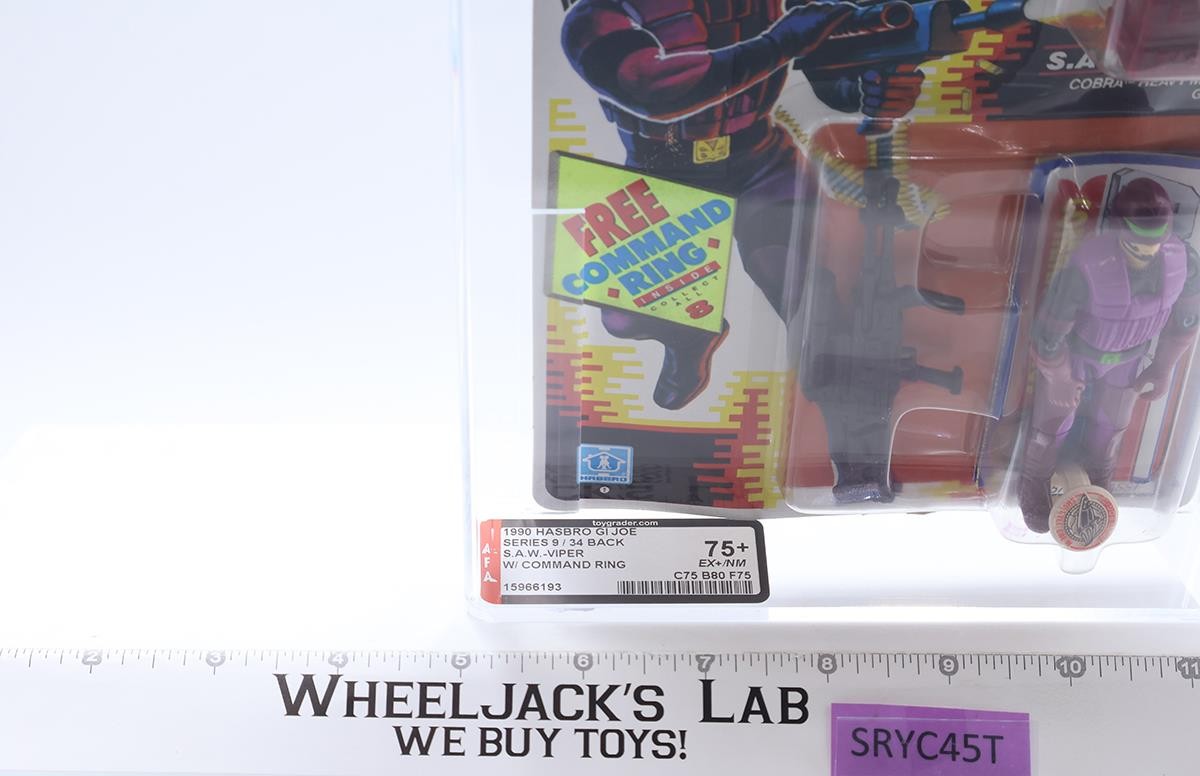 S.A
COBRA HEAVY M
FREE
COMMAND
RING
INSIDE
COLLECT
ALL
8
HASBRO
toygrader.com
AFA
1990 HASBRO GI JOE
SERIES 9 / 34 BACK
S.A.W.-VIPER
W/ COMMAND RING
15966193
75+
EX+/NM
C75 B80 F75
2 3 4 5 6 7 8 9 10 11
WHEELJACK'S LAB
WE BUY TOYS!
SRYC45T